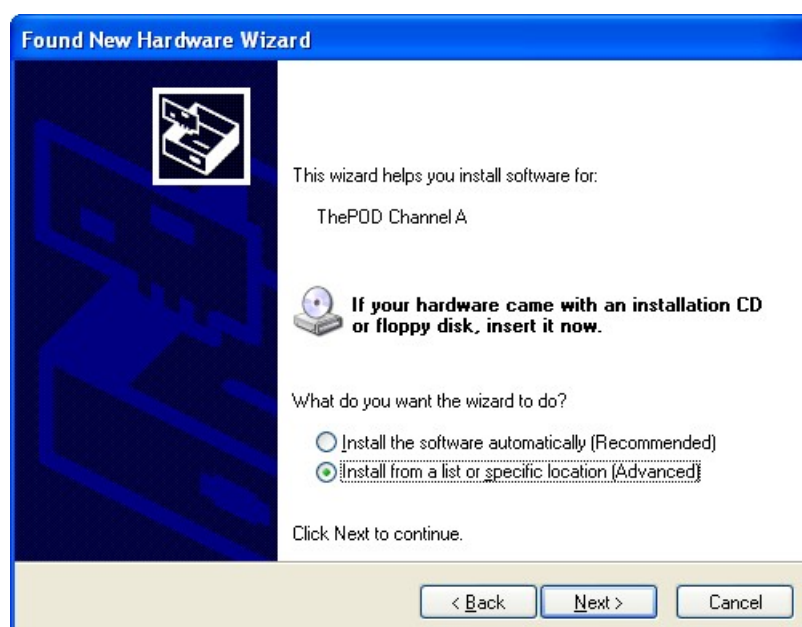 Found New Hardware Wizard
This wizard helps you install software for:
ThePOD Channel A
If your hardware came with an installation CD
or floppy disk, insert it now.
What do you want the wizard to do?
Install the software automatically (Recommended)
Install from a list or specific location (Advanced)
Click Next to continue.
< Back
Next >
Cancel